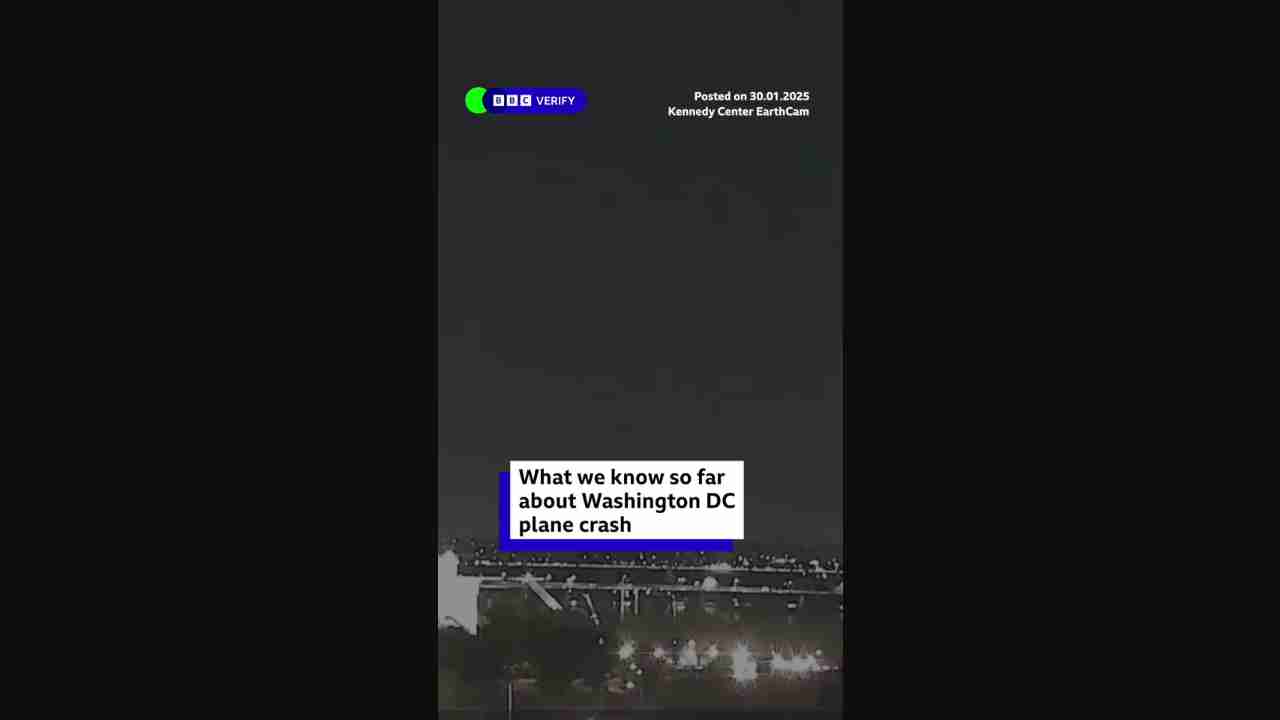 BBC VERIFY
Posted on 30.01.2025
Kennedy Center EarthCam
What we know so far
about Washington DC
plane crash